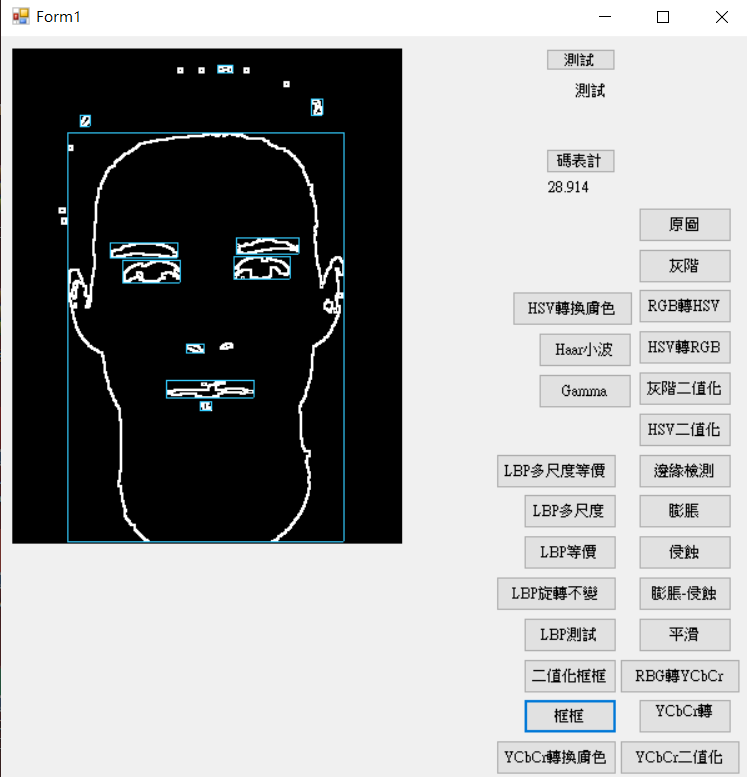 Form1
測試
測試
碼表計
28.914
原圖
灰階
HSV轉換膚色
RGB轉HSV
Haar小波
HSV轉RGB
Gamma
灰階二值化
HSV二值化
LBP多尺度等價
邊緣檢測
LBP多尺度
膨脹
LBP等價
侵蝕
LBP旋轉不變
膨脹-侵蝕
LBP測試
平滑
二值化框框
RBG轉YCbCr
框框
YCbCr轉
YCbCr轉換膚色
YCbCr二值化